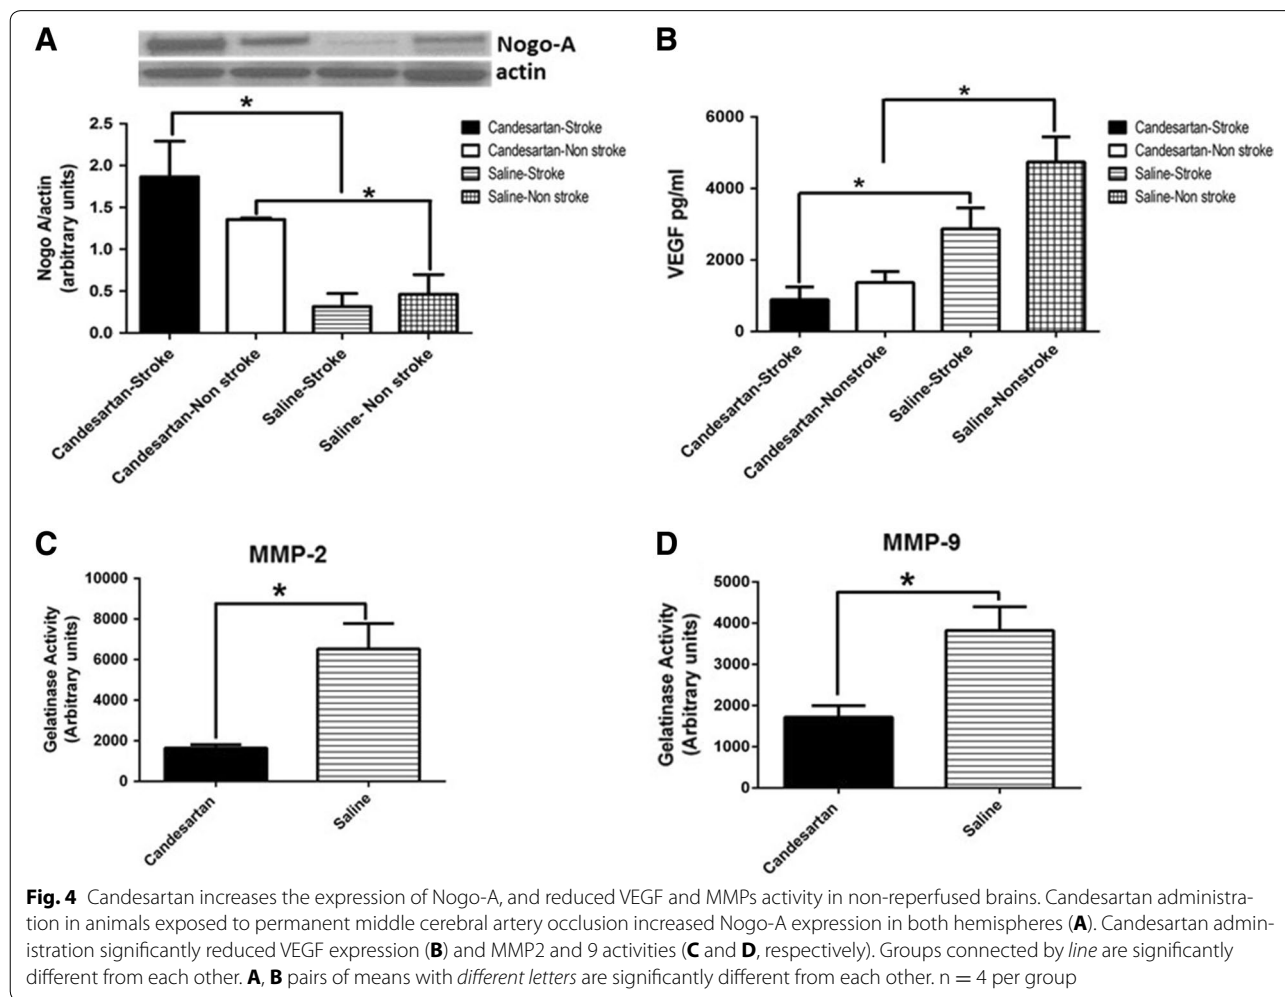 A
Nogo-A
actin
*
*
2.5
2.0
1.5
1.0
0.5
0.0
Nogo A/actin
(arbitrary units)
Candesartan-Stroke
Candesartan-Non stroke
Saline-Stroke
Saline- Non stroke
Candesartan-Stroke
Candesartan-Non stroke
Saline-Stroke
Saline-Non stroke
B
*
*
6000
4000
2000
0
VEGF pg/ml
Candesartan-Stroke
Candesartan-Nonstroke
Saline-Stroke
Saline-Nonstroke
Candesartan-Stroke
Candesartan-Non stroke
Saline-Stroke
Saline-Non stroke
C
MMP-2
*
10000
8000
6000
4000
2000
0
Gelatinase Activity
(Arbitrary units)
Candesartan
Saline
D
MMP-9
*
5000
4000
3000
2000
1000
0
Gelatinase Activity
(Arbitrary units)
Candesartan
Saline
Fig. 4 Candesartan increases the expression of Nogo-A, and reduced VEGF and MMPs activity in non-reperfused brains. Candesartan administra-
tion in animals exposed to permanent middle cerebral artery occlusion increased Nogo-A expression in both hemispheres (A). Candesartan admin-
istration significantly reduced VEGF expression (B) and MMP2 and 9 activities (C and D, respectively). Groups connected by line are significantly
different from each other. A, B pairs of means with different letters are significantly different from each other. n = 4 per group